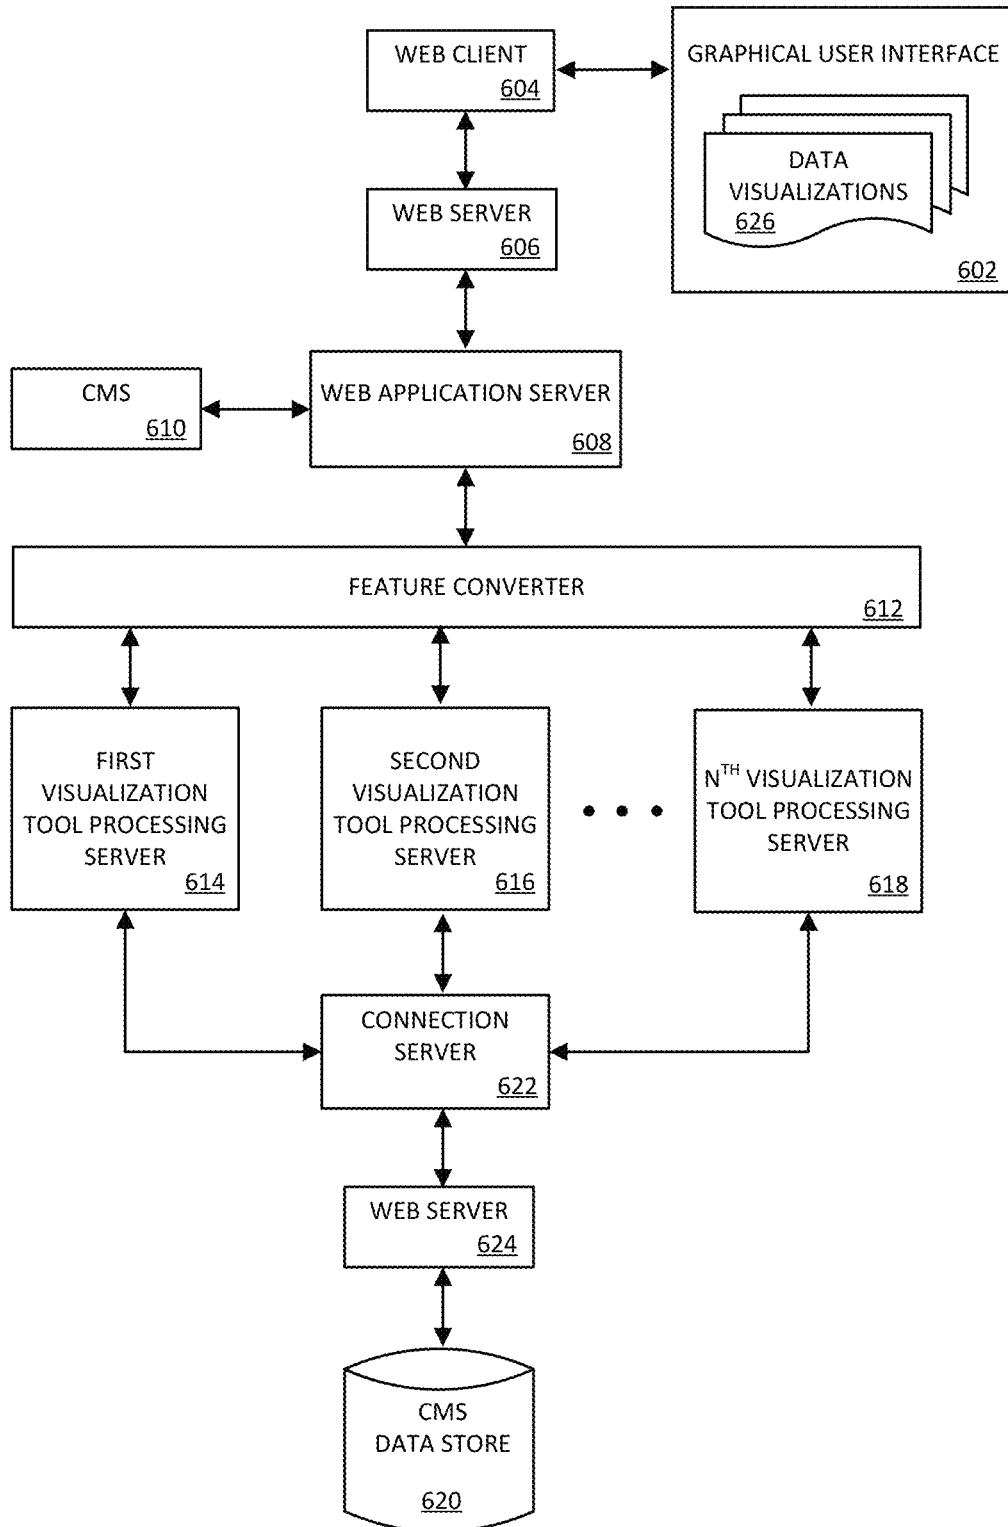 WEB CLIENT
604
GRAPHICAL USER INTERFACE
DATA
VISUALIZATIONS
626
602
WEB SERVER
606
CMS
610
WEB APPLICATION SERVER
608
FEATURE CONVERTER
612
FIRST
VISUALIZATION
TOOL PROCESSING
SERVER
614
SECOND
VISUALIZATION
TOOL PROCESSING
SERVER
616
• • •
NTH VISUALIZATION
TOOL PROCESSING
SERVER
618
CONNECTION
SERVER
622
WEB SERVER
624
CMS
DATA STORE
620